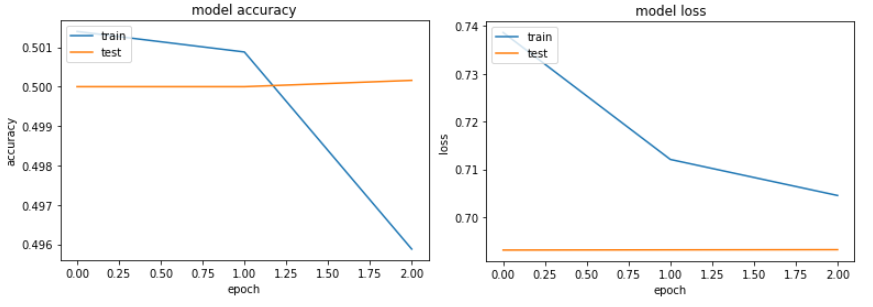 model accuracy
train
test
0.501
0.500
0.499
0.498
0.497
0.496
accuracy
0.00 0.25 0.50 0.75 1.00 1.25 1.50 1.75 2.00
epoch
model loss
train
test
0.74
0.73
0.72
0.71
0.70
loss
0.00 0.25 0.50 0.75 1.00 1.25 1.50 1.75 2.00
epoch